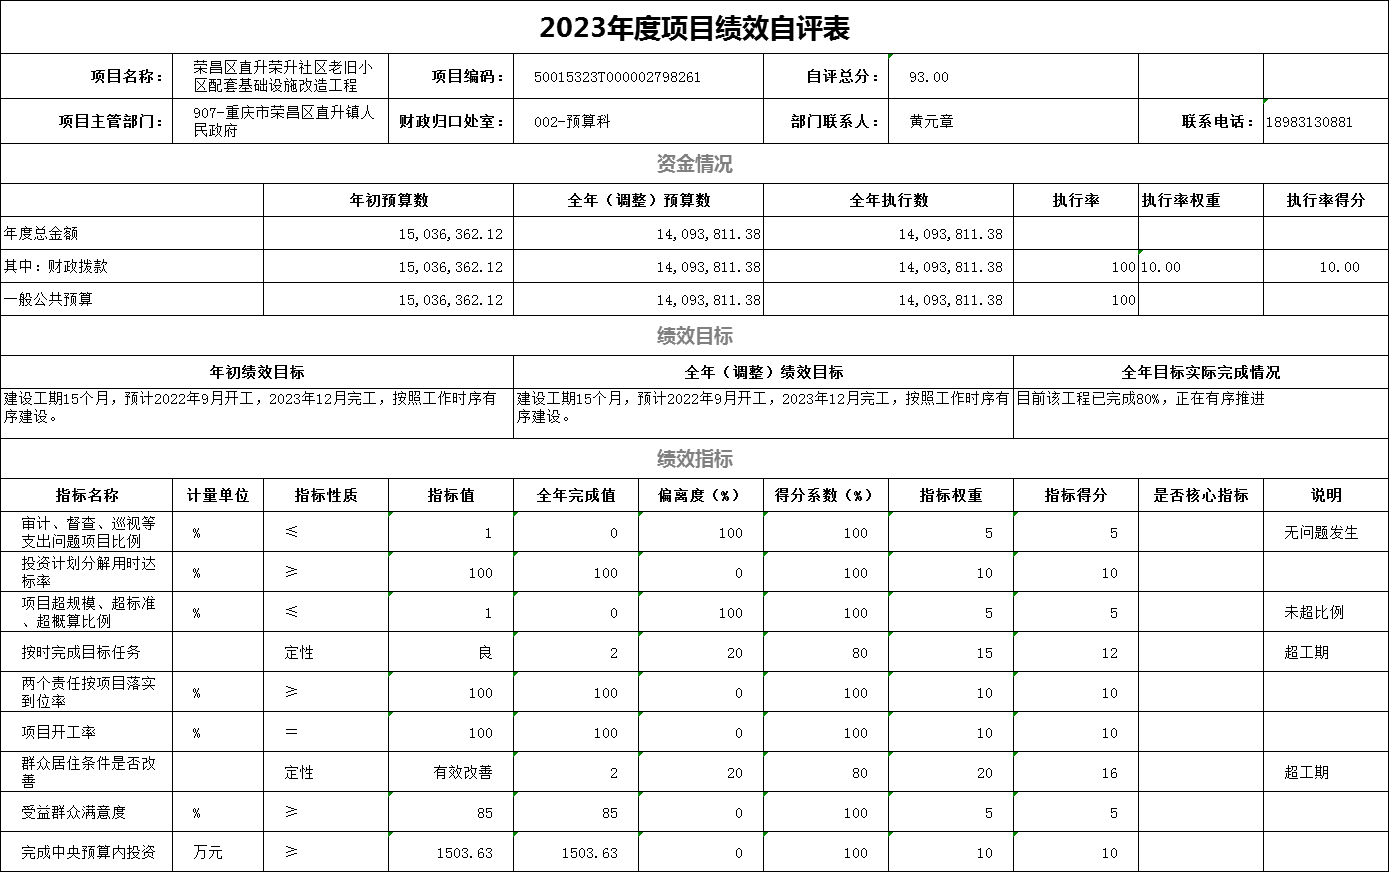 2023年度项目绩效自评表
项目名称： 荣昌区直升荣升社区老旧小区配套基础设施改造工程 项目编码： 50015323T000002798261 自评总分： 93.00
项目主管部门： 907-重庆市荣昌区直升镇人民政府 财政归口处室： 002-预算科 部门联系人： 黄元章 联系电话： 18983130881
资金情况
年初预算数 全年（调整）预算数 全年执行数 执行率 执行率权重 执行率得分
年度总金额 15,036,362.12 14,093,811.38 14,093,811.38
其中：财政拨款 15,036,362.12 14,093,811.38 14,093,811.38 100 10.00 10.00
一般公共预算 15,036,362.12 14,093,811.38 14,093,811.38 100
绩效目标
年初绩效目标 全年（调整）绩效目标 全年目标实际完成情况
建设工期15个月，预计2022年9月开工，2023年12月完工，按照工作时序有序建设。 建设工期15个月，预计2022年9月开工，2023年12月完工，按照工作时序有序建设。 目前该工程已完成80%，正在有序推进
绩效指标
指标名称 计量单位 指标性质 指标值 全年完成值 偏离度（%） 得分系数（%） 指标权重 指标得分 是否核心指标 说明
审计、督查、巡视等支出问题项目比例 % ≤ 1 0 100 100 5 5 无问题发生
投资计划分解用时达标率 % ≥ 100 100 0 100 10 10
项目超规模、超标准、超概算比例 % ≤ 1 0 100 100 5 5 未超比例
按时完成目标任务 定性 良 2 20 80 15 12 超工期
两个责任按项目落实到位率 % ≥ 100 100 0 100 10 10
项目开工率 % ＝ 100 100 0 100 10 10
群众居住条件是否改善 定性 有效改善 2 20 80 20 16 超工期
受益群众满意度 % ≥ 85 85 0 100 5 5
完成中央预算内投资 万元 ≥ 1503.63 1503.63 0 100 10 10